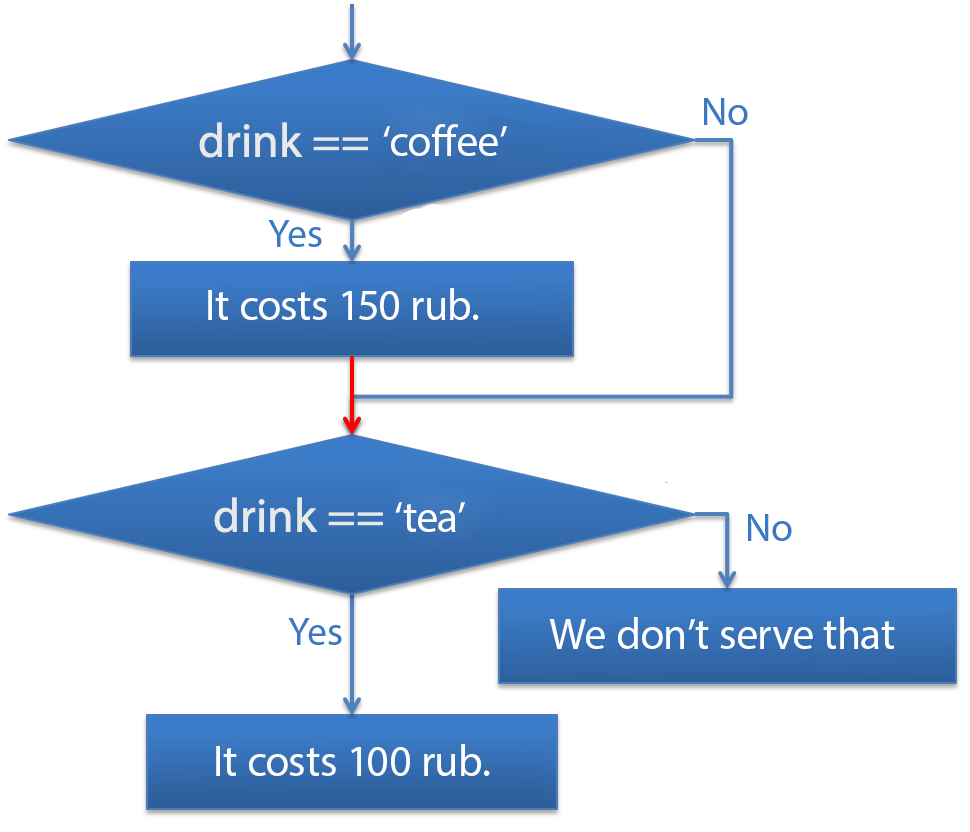 drink == ‘coffee’
No
Yes
It costs 150 rub.
drink == ‘tea’
No
Yes
We don’t serve that
It costs 100 rub.